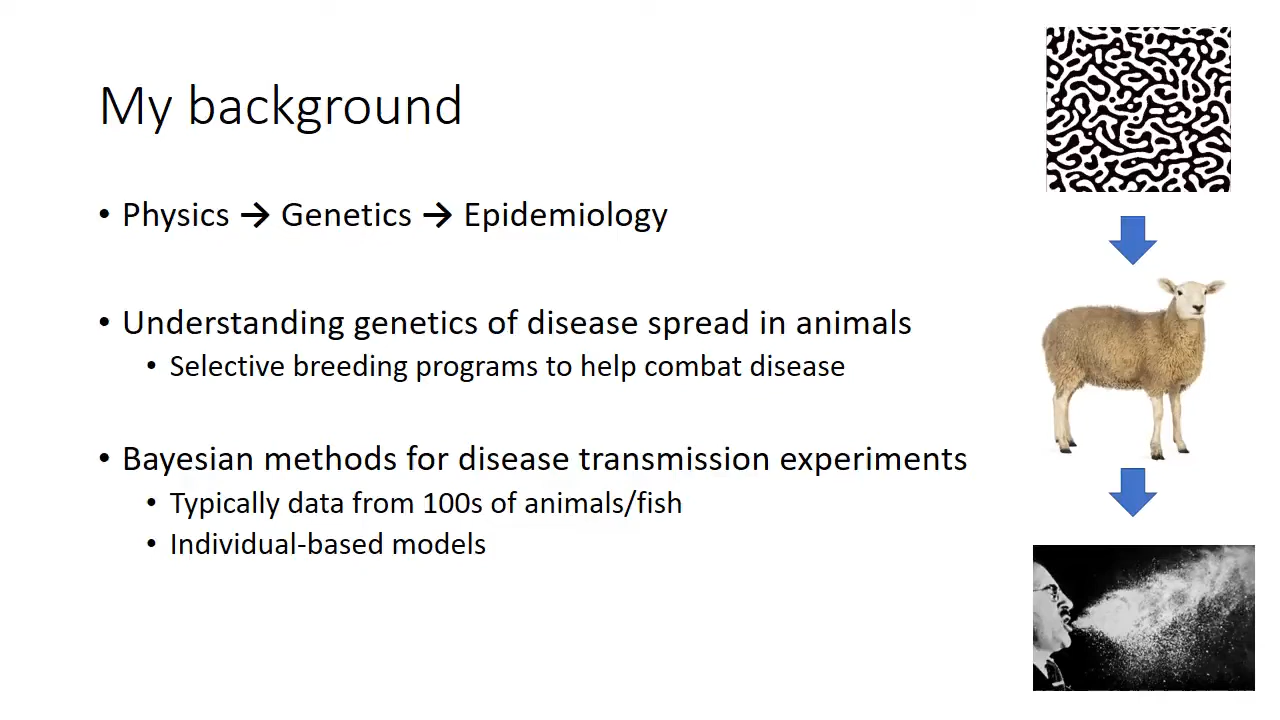 My background
• Physics → Genetics → Epidemiology
• Understanding genetics of disease spread in animals
• Selective breeding programs to help combat disease
• Bayesian methods for disease transmission experiments
• Typically data from 100s of animals/fish
• Individual-based models